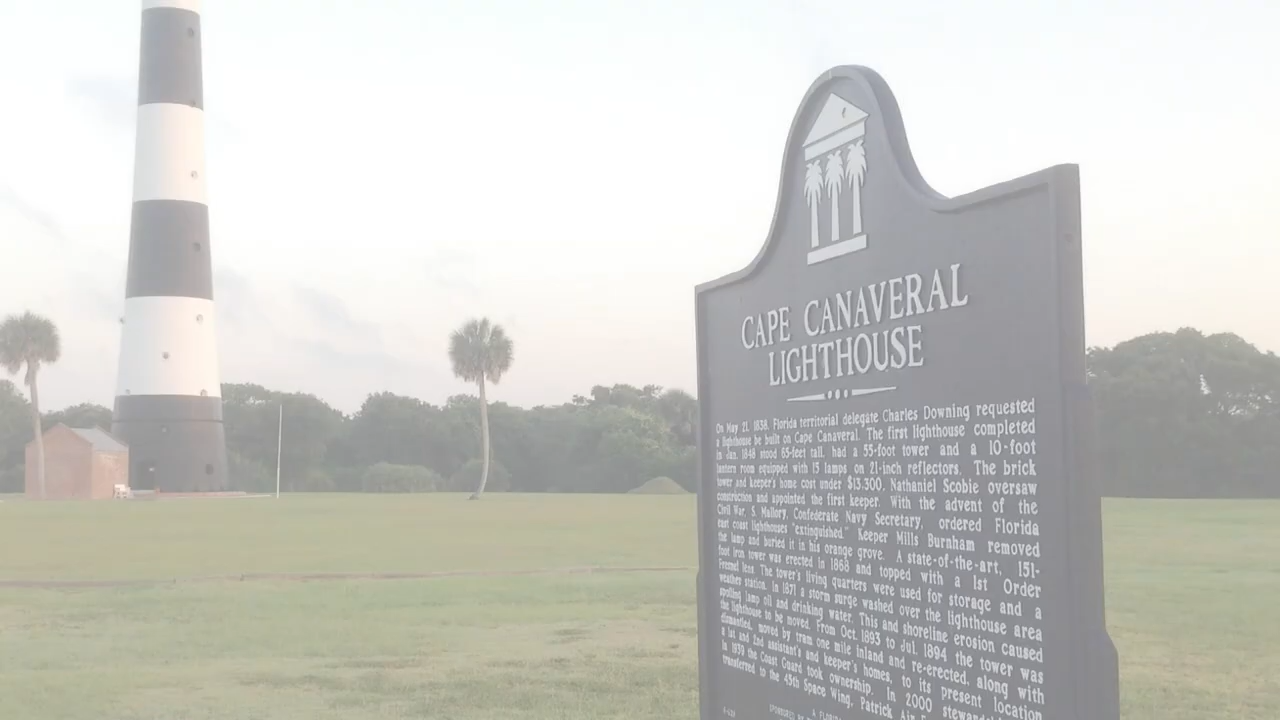 CAPE CANAVERAL
LIGHTHOUSE
On May 21, 1838, Florida territorial delegate Charles Downing requested
a lighthouse be built on Cape Canaveral. The first lighthouse completed
in Jan. 1848 stood 65-feet tall, had a 55-foot tower and a 10-foot
lantern room equipped with 15 lamps on 21-inch reflectors. The brick
tower and keeper's home cost under $13,300. Nathaniel Scobie oversaw
construction and appointed the first keeper. With the advent of the
Civil War, S. Mallory, Confederate Navy Secretary, ordered Florida
east coast lighthouses "extinguished." Keeper Mills Burnham removed
the lamp and buried it in his orange grove. A state-of-the-art, 151-
foot iron tower was erected in 1868 and topped with a 1st Order
Fresnel lens. The tower's living quarters were used for storage and a
weather station. In 1871 a storm surge washed over the lighthouse area
spoiling lamp oil and drinking water. This and shoreline erosion caused
the lighthouse to be moved. From Oct. 1893 to Jul. 1894 the tower was
dismantled, moved by tram one mile inland and re-erected, along with
a 1st and 2nd assistant's and keeper's homes, to its present location.
In 1939 the Coast Guard took ownership. In 2000
transferred to the 45th Space Wing, Patrick Air
A FLORIDA
SPONSORED BY